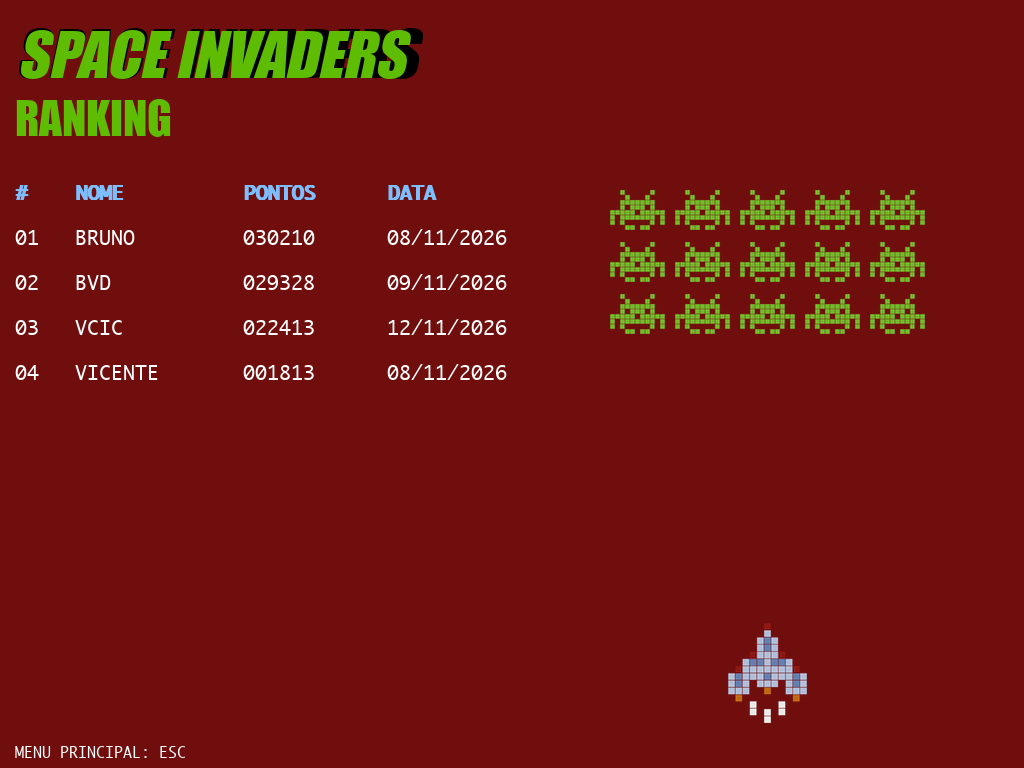 SPACE INVADERS
RANKING
# NOME PONTOS DATA
01 BRUNO 030210 08/11/2026
02 BVD 029328 09/11/2026
03 VCIC 022413 12/11/2026
04 VICENTE 001813 08/11/2026
MENU PRINCIPAL: ESC